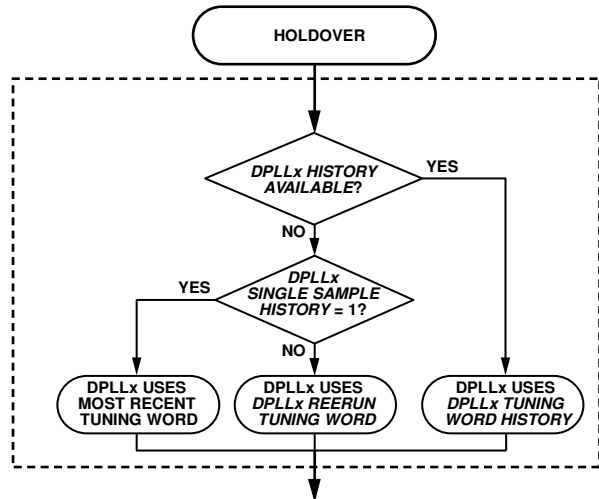 HOLDOVER
DPLLx HISTORY
AVAILABLE?
YES
NO
DPLLx
SINGLE SAMPLE
HISTORY = 1?
YES
NO
DPLLx USES
MOST RECENT
TUNING WORD
DPLLx USES
DPLLx REERUN
TUNING WORD
DPLLx USES
DPLLx TUNING
WORD HISTORY